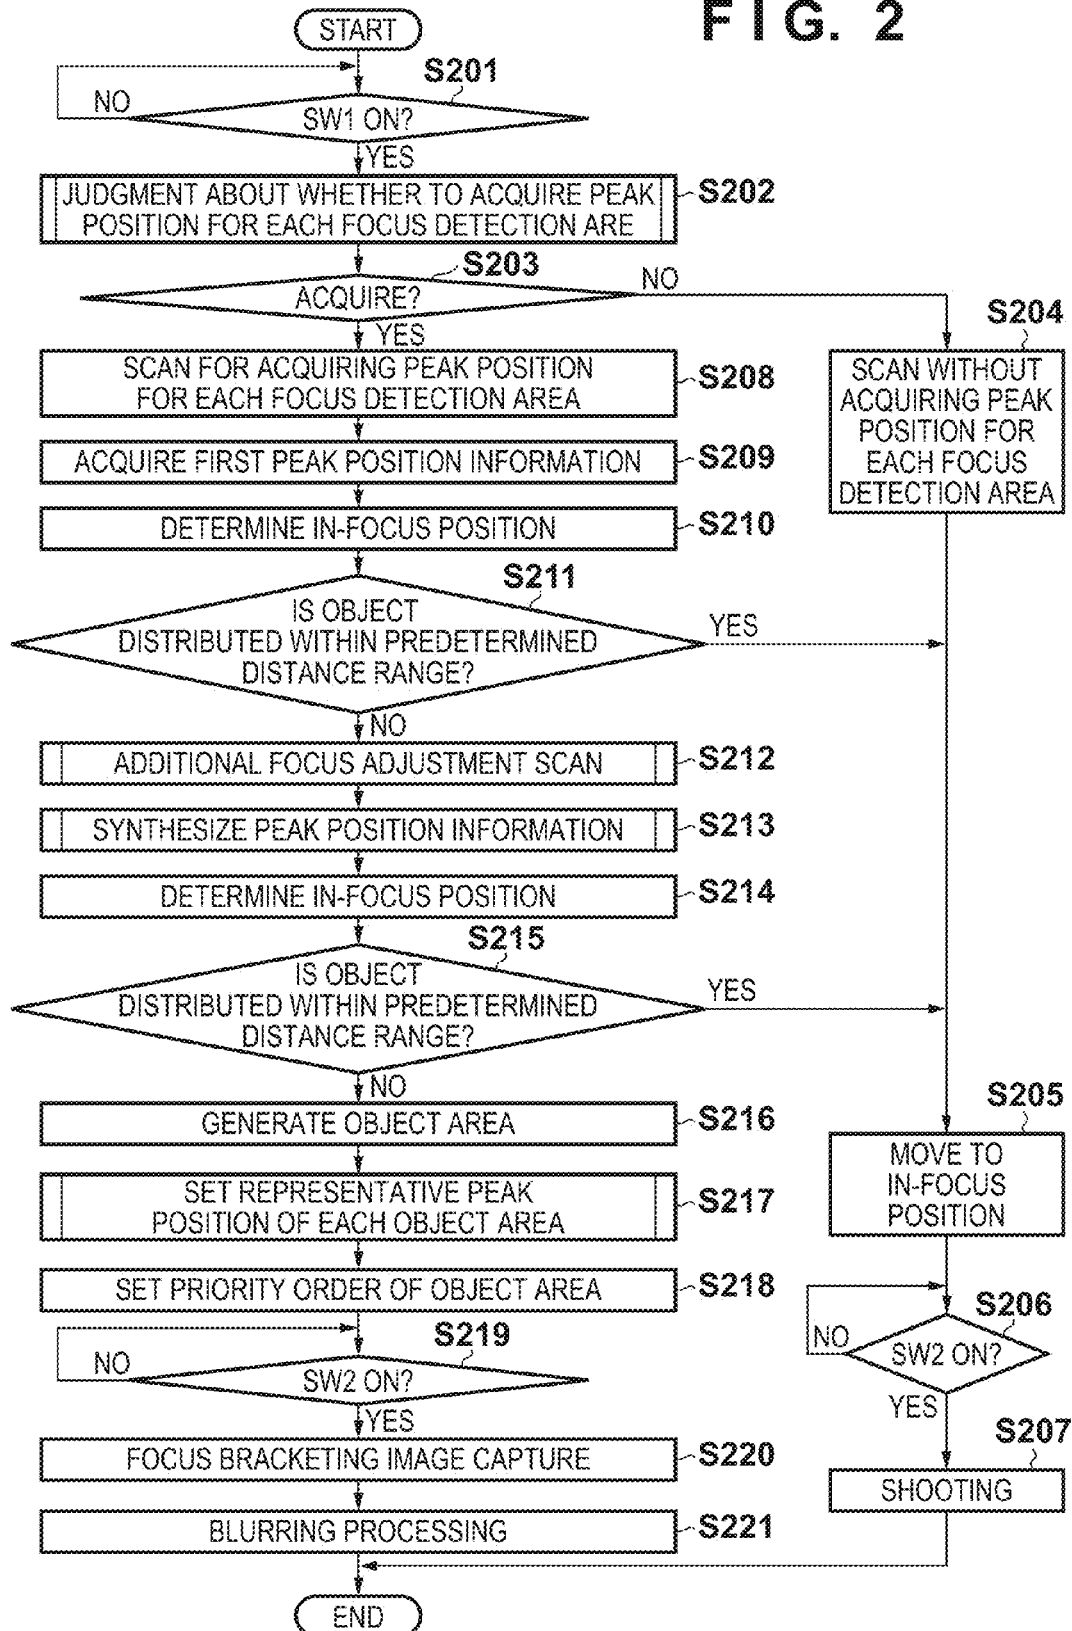 FIG. 2
START
S201
NO
SW1 ON?
YES
JUDGMENT ABOUT WHETHER TO ACQUIRE PEAK
POSITION FOR EACH FOCUS DETECTION ARE
S202
S203
NO
ACQUIRE?
YES
S204
SCAN FOR ACQUIRING PEAK POSITION
FOR EACH FOCUS DETECTION AREA
S208
SCAN WITHOUT
ACQUIRING PEAK
POSITION FOR
EACH FOCUS
DETECTION AREA
ACQUIRE FIRST PEAK POSITION INFORMATION
S209
DETERMINE IN-FOCUS POSITION
S210
S211
IS OBJECT
DISTRIBUTED WITHIN PREDETERMINED
DISTANCE RANGE?
YES
NO
ADDITIONAL FOCUS ADJUSTMENT SCAN
S212
SYNTHESIZE PEAK POSITION INFORMATION
S213
DETERMINE IN-FOCUS POSITION
S214
S215
IS OBJECT
DISTRIBUTED WITHIN PREDETERMINED
DISTANCE RANGE?
YES
NO
GENERATE OBJECT AREA
S216
S205
MOVE TO
IN-FOCUS
POSITION
SET REPRESENTATIVE PEAK
POSITION OF EACH OBJECT AREA
S217
SET PRIORITY ORDER OF OBJECT AREA
S218
S206
NO
SW2 ON?
YES
S219
NO
SW2 ON?
YES
S207
SHOOTING
FOCUS BRACKETING IMAGE CAPTURE
S220
BLURRING PROCESSING
S221
END